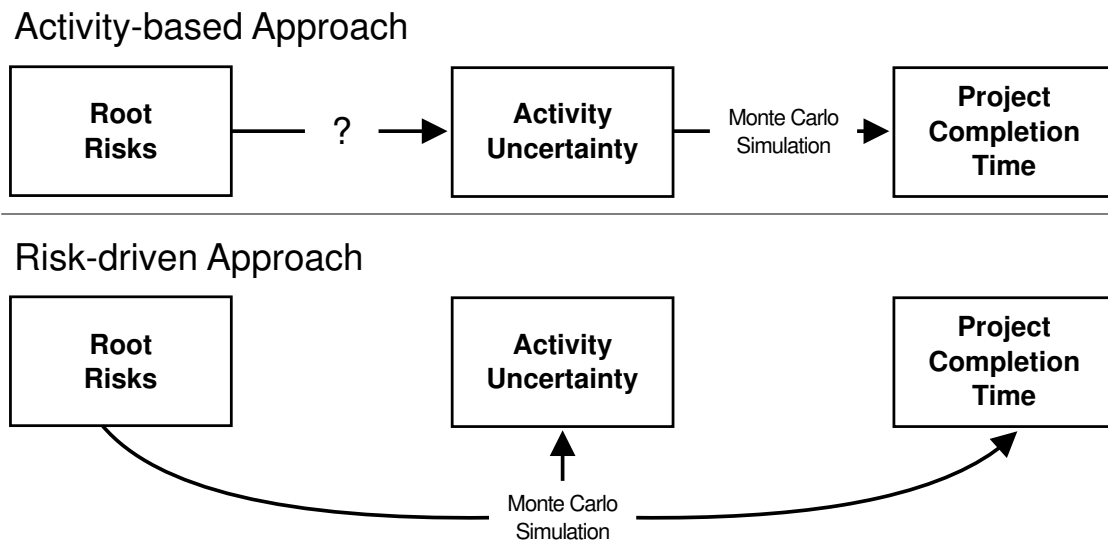 Activity-based Approach
Root
Risks
?
Activity
Uncertainty
Monte Carlo
Simulation
Project
Completion
Time
Risk-driven Approach
Root
Risks
Activity
Uncertainty
Project
Completion
Time
Monte Carlo
Simulation